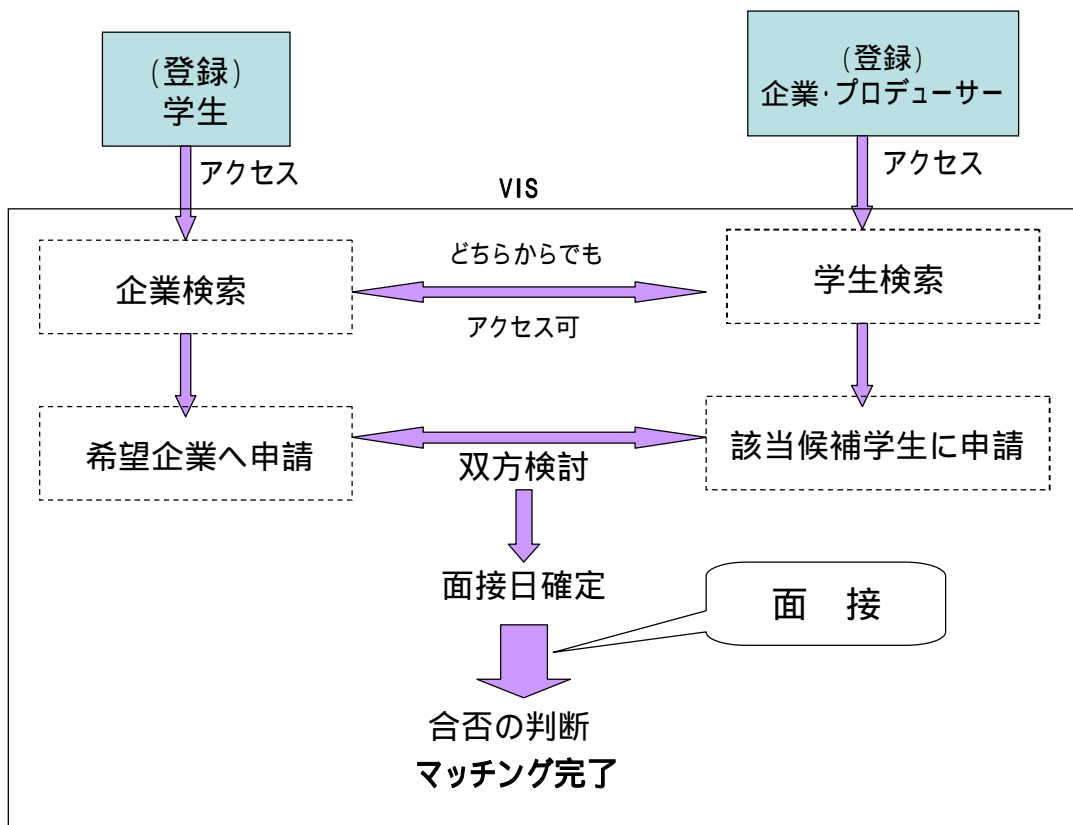 (登録)
学生
(登録)
企業・プロデューサー
アクセス
アクセス
VIS
企業検索
どちらからでも
アクセス可
学生検索
希望企業へ申請
双方検討
該当候補学生に申請
面接日確定
面　接
合否の判断
マッチング完了